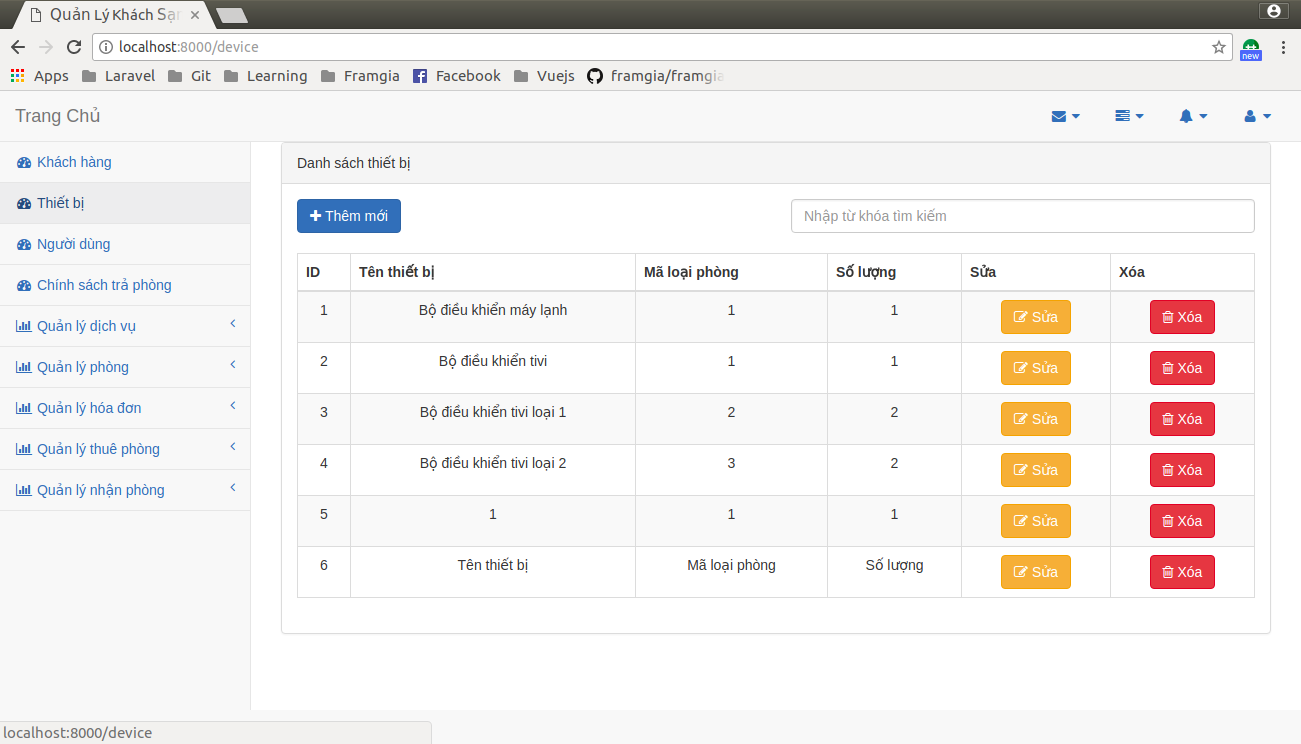 Quản Lý Khách Sạn
localhost:8000/device
new
Apps Laravel Git Learning Framgia Facebook Vuejs framgia/framgia
Trang Chủ
Khách hàng
Thiết bị
Người dùng
Chính sách trả phòng
Quản lý dịch vụ
Quản lý phòng
Quản lý hóa đơn
Quản lý thuê phòng
Quản lý nhận phòng
Danh sách thiết bị
Thêm mới Nhập từ khóa tìm kiếm
ID Tên thiết bị Mã loại phòng Số lượng Sửa Xóa
1 Bộ điều khiển máy lạnh 1 1 Sửa Xóa
2 Bộ điều khiển tivi 1 1 Sửa Xóa
3 Bộ điều khiển tivi loại 1 2 2 Sửa Xóa
4 Bộ điều khiển tivi loại 2 3 2 Sửa Xóa
5 1 1 1 Sửa Xóa
6 Tên thiết bị Mã loại phòng Số lượng Sửa Xóa
localhost:8000/device